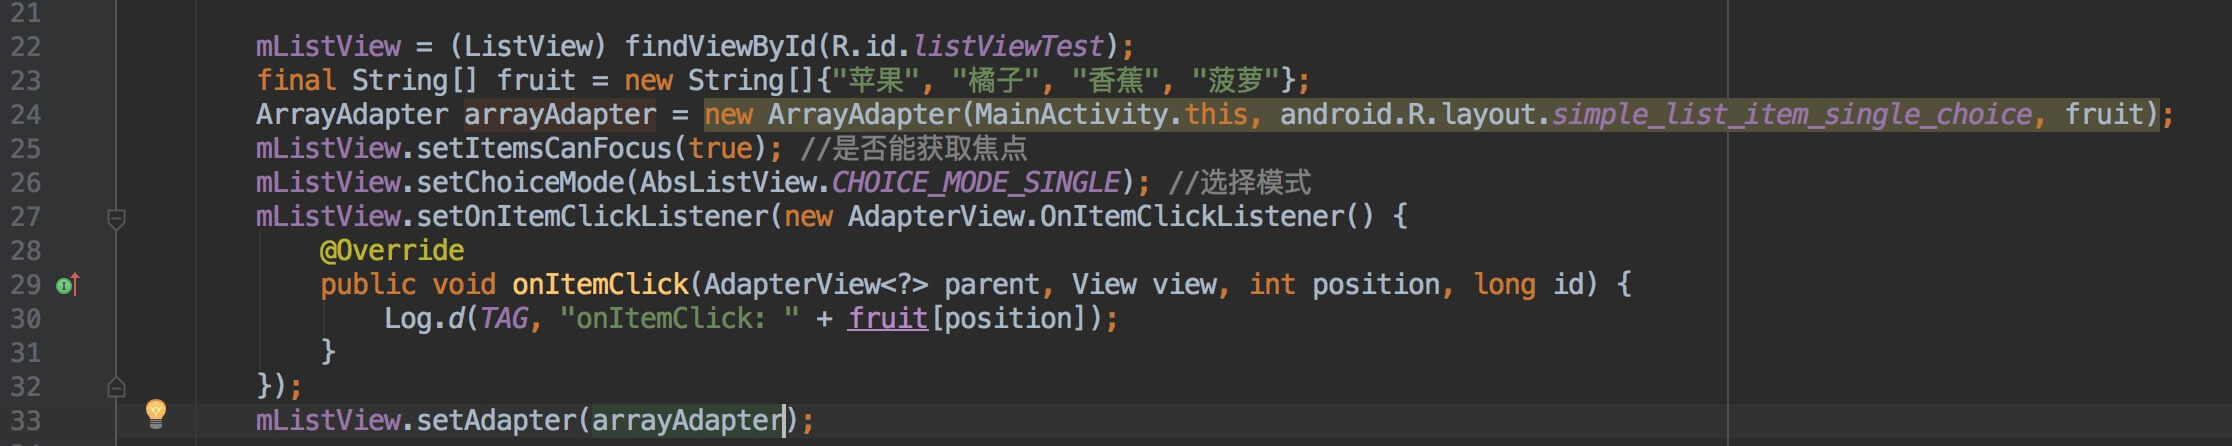 21
22 mListView = (ListView) findViewById(R.id.listViewTest);
23 final String[] fruit = new String[]{"苹果", "橘子", "香蕉", "菠萝"};
24 ArrayAdapter arrayAdapter = new ArrayAdapter(MainActivity.this, android.R.layout.simple_list_item_single_choice, fruit);
25 mListView.setItemsCanFocus(true); //是否能获取焦点
26 mListView.setChoiceMode(AbsListView.CHOICE_MODE_SINGLE); //选择模式
27 mListView.setOnItemClickListener(new AdapterView.OnItemClickListener() {
28 @Override
29 public void onItemClick(AdapterView<?> parent, View view, int position, long id) {
30 Log.d(TAG, "onItemClick: " + fruit[position]);
31 }
32 });
33 mListView.setAdapter(arrayAdapter);